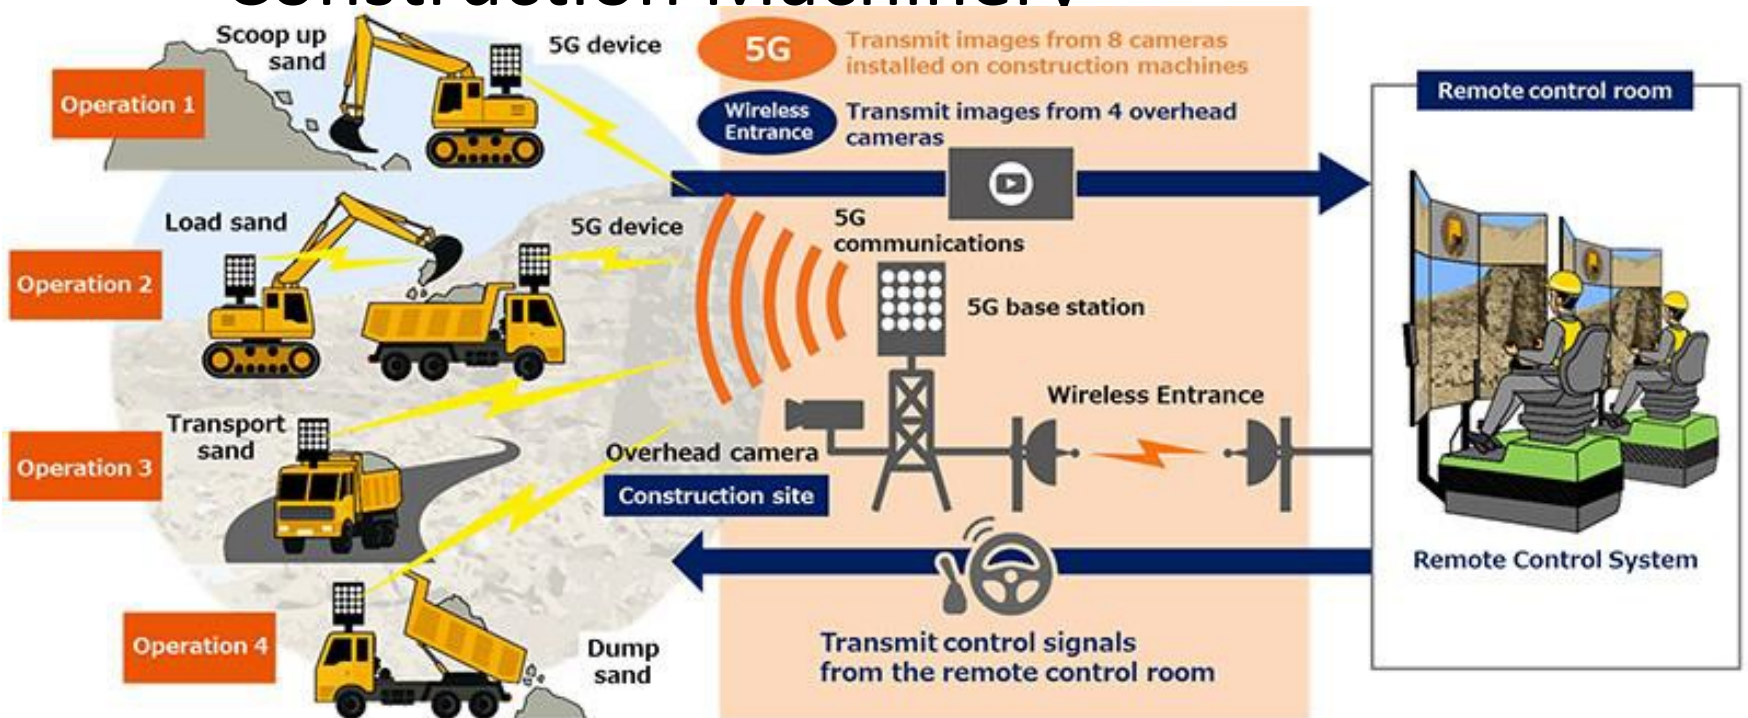 Construction Machinery
Scoop up
sand
5G device
Operation 1
5G
Transmit images from 8 cameras
installed on construction machines
Wireless
Entrance
Transmit images from 4 overhead
cameras
Remote control room
Load sand
5G device
Operation 2
5G
communications
5G base station
Transport
sand
Operation 3
Overhead camera
Construction site
Wireless Entrance
Remote Control System
Operation 4
Dump
sand
Transmit control signals
from the remote control room